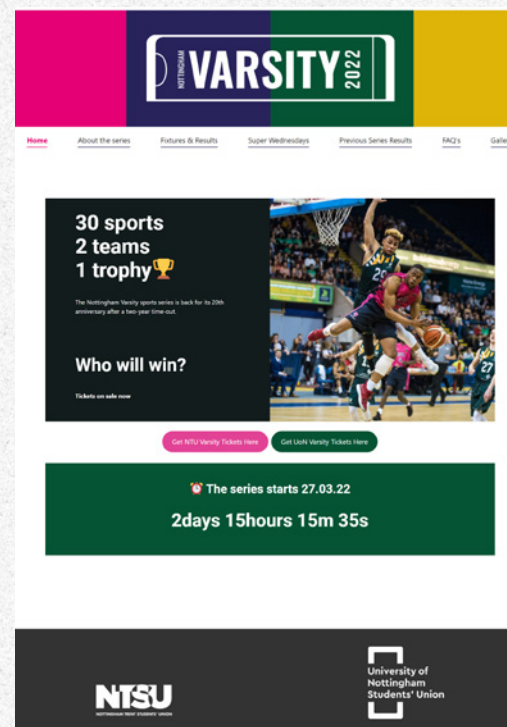 NOTTINGHAM
VARSITY
2022
Home
About the series
Fixtures & Results
Super Wednesdays
Previous Series Results
FAQ's
Galle
30 sports
2 teams
1 trophy🏆
The Nottingham Varsity sports series is back for its 20th
anniversary after a two-year time-out.
Who will win?
Tickets on sale now
Get NTU Varsity Tickets Here
Get UoN Varsity Tickets Here
⏰ The series starts 27.03.22
2days 15hours 15m 35s
NTSU
NOTTINGHAM TRENT STUDENTS' UNION
University of
Nottingham
Students' Union